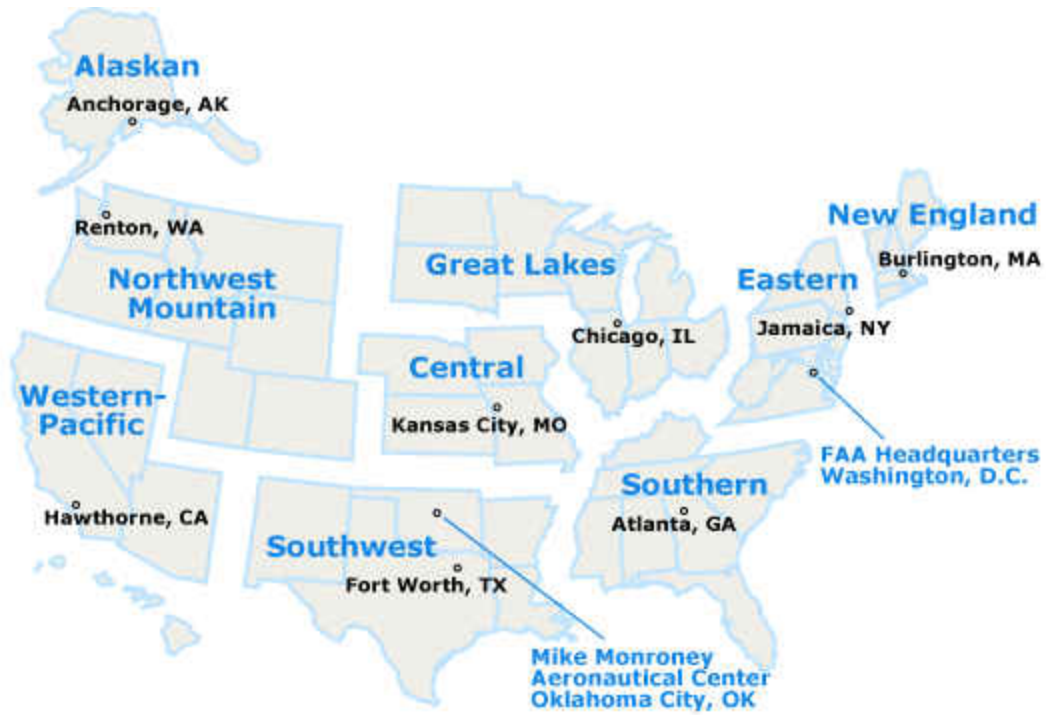 Alaskan
Anchorage, AK
Renton, WA
Northwest
Mountain
Great Lakes
Chicago, IL
New England
Burlington, MA
Eastern
Jamaica, NY
Western-
Pacific
Hawthorne, CA
Central
Kansas City, MO
FAA Headquarters
Washington, D.C.
Southern
Atlanta, GA
Southwest
Fort Worth, TX
Mike Monroney
Aeronautical Center
Oklahoma City, OK